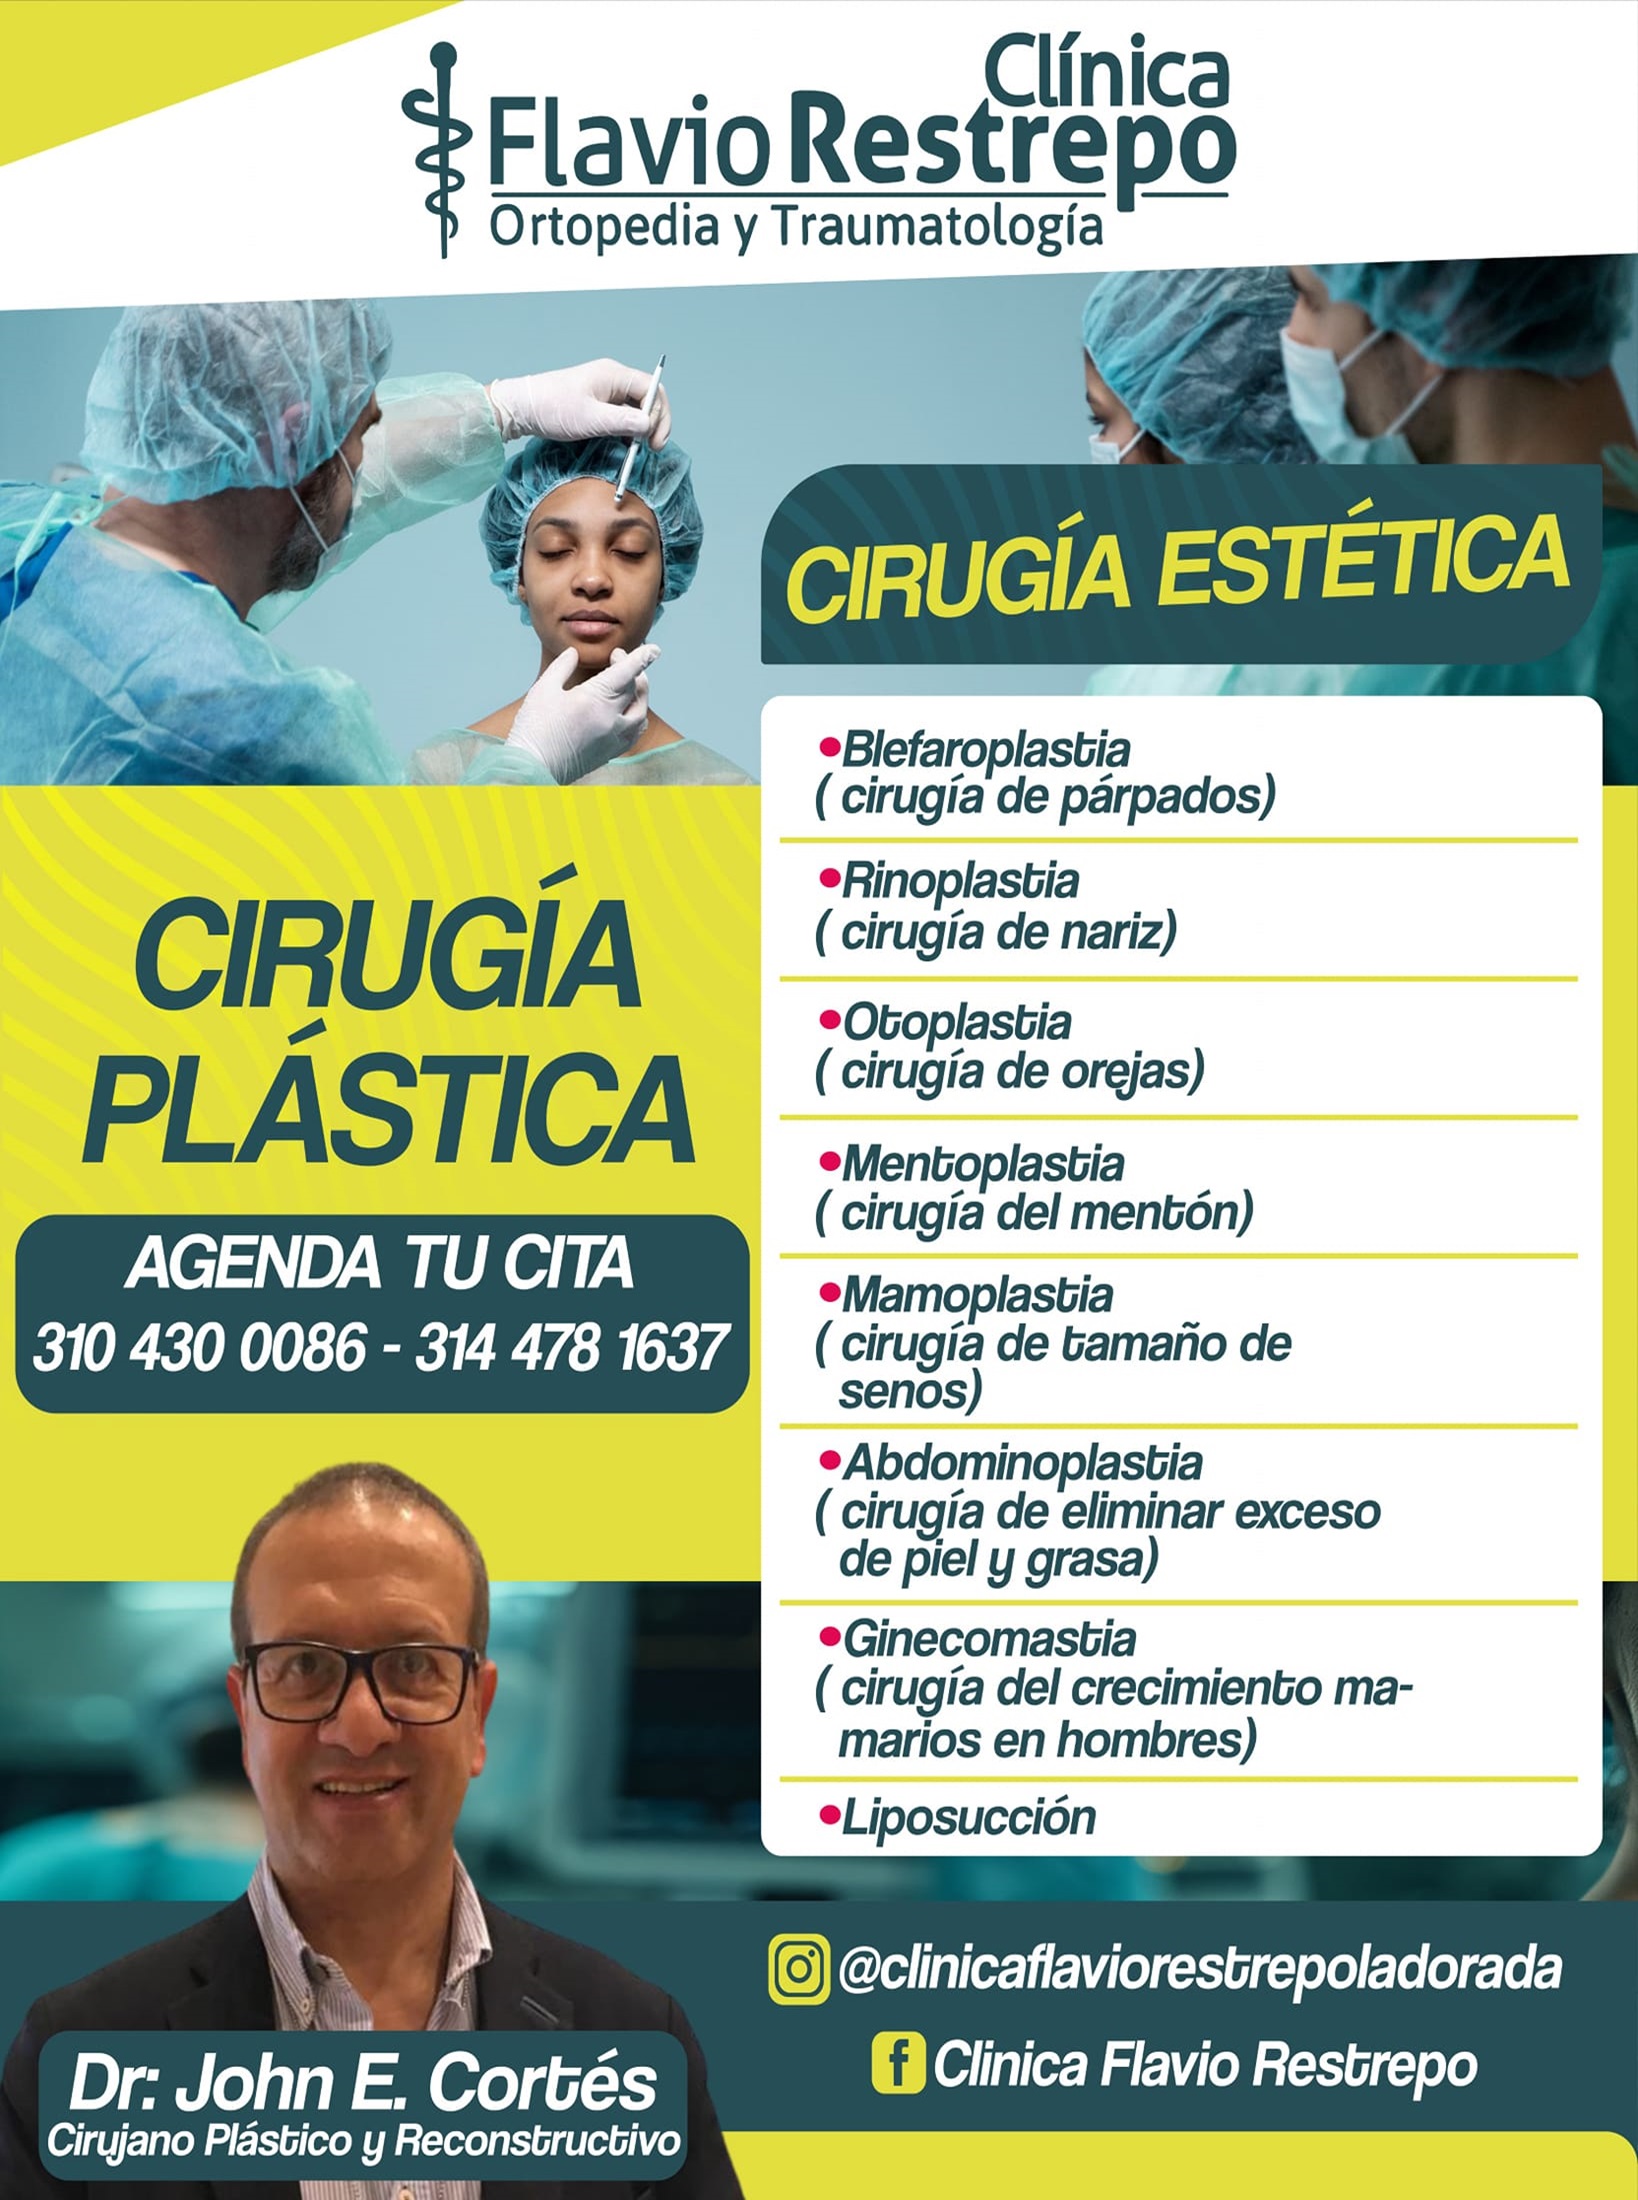 Clínica
Flavio Restrepo
Ortopedia y Traumatología
CIRUGÍA ESTÉTICA
•Blefaroplastia
( cirugía de párpados)
•Rinoplastia
( cirugía de nariz)
•Otoplastia
( cirugía de orejas)
•Mentoplastia
( cirugía del mentón)
•Mamoplastia
( cirugía de tamaño de
senos)
•Abdominoplastia
( cirugía de eliminar exceso
de piel y grasa)
•Ginecomastia
( cirugía del crecimiento ma-
marios en hombres)
•Liposucción
CIRUGÍA
PLÁSTICA
AGENDA TU CITA
310 430 0086 - 314 478 1637
Dr: John E. Cortés
Cirujano Plástico y Reconstructivo
@clinicaflaviorestrepoladorada
Clinica Flavio Restrepo